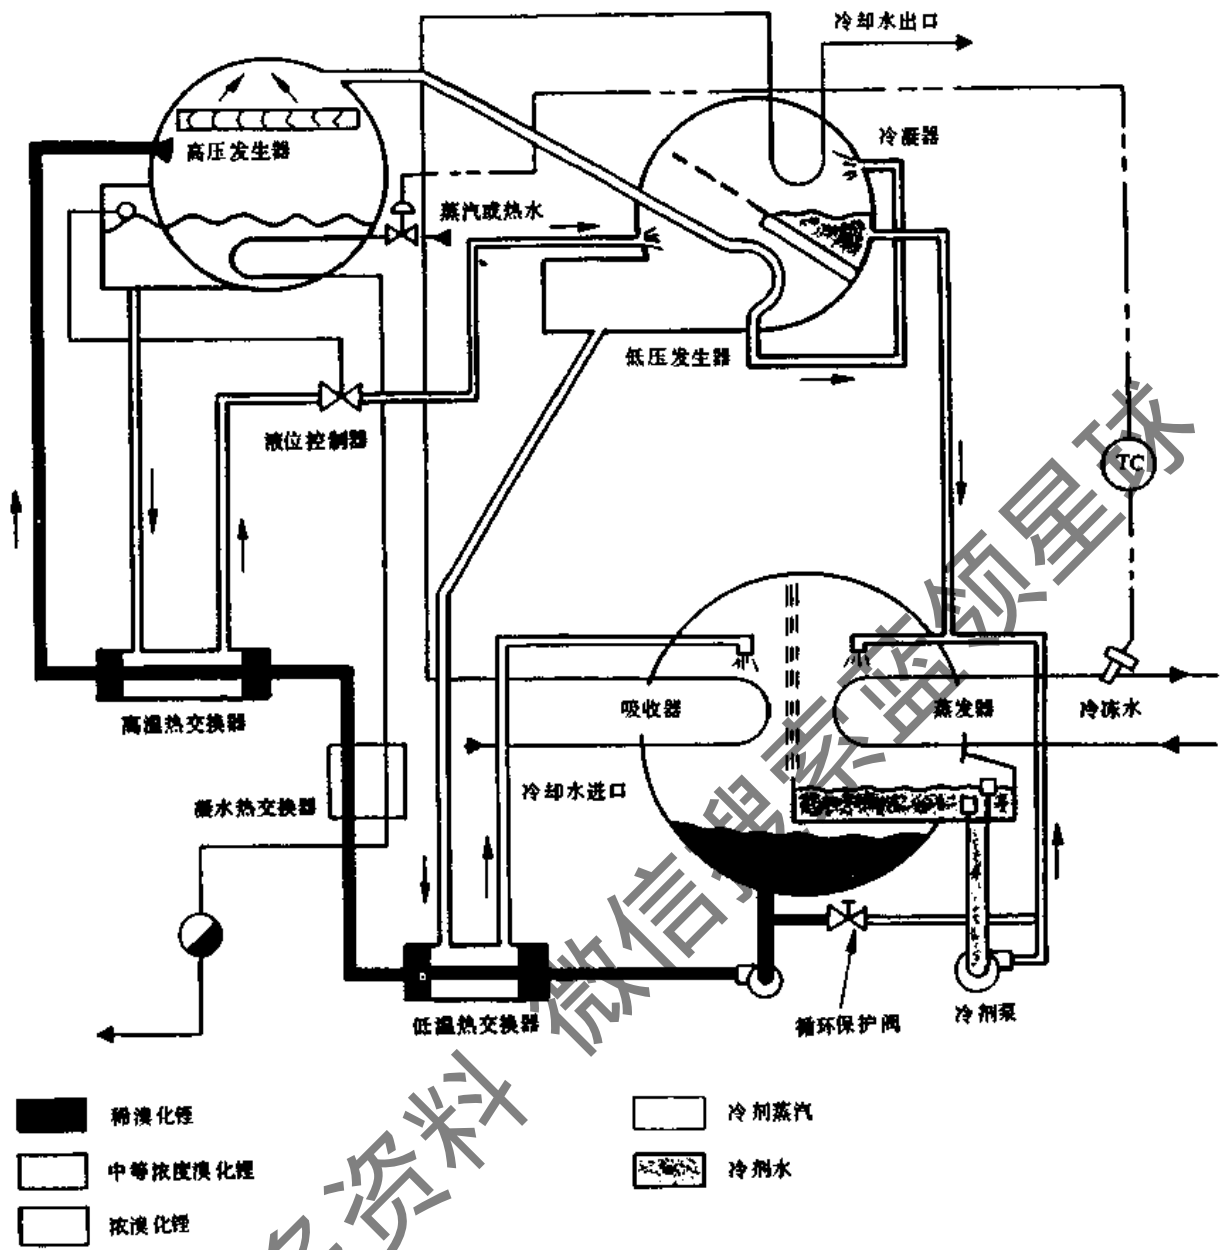 冷却水出口
冷凝器
高压发生器
蒸汽或热水
低压发生器
液位控制器
TC
吸收器
蒸发器
冷冻水
高温热交换器
冷却水进口
凝水热交换器
低温热交换器
循环保护阀
冷剂泵
稀溴化锂
冷剂蒸汽
中等浓度溴化锂
冷剂水
浓溴化锂
多资料 微信搜索蓝领星球